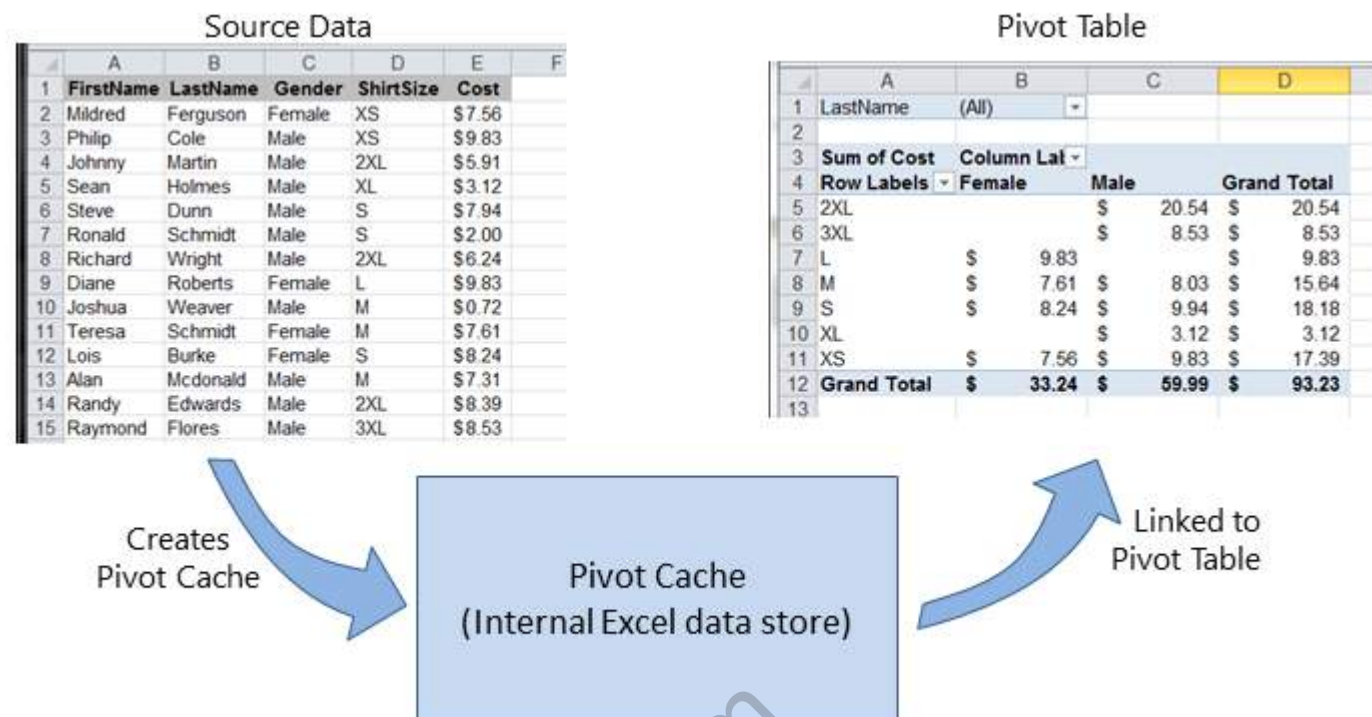 Source Data
A B C D E F
1 FirstName LastName Gender ShirtSize Cost
2 Mildred Ferguson Female XS $7.56
3 Philip Cole Male XS $9.83
4 Johnny Martin Male 2XL $5.91
5 Sean Holmes Male XL $3.12
6 Steve Dunn Male S $7.94
7 Ronald Schmidt Male S $2.00
8 Richard Wright Male 2XL $6.24
9 Diane Roberts Female L $9.83
10 Joshua Weaver Male M $0.72
11 Teresa Schmidt Female M $7.61
12 Lois Burke Female S $8.24
13 Alan Mcdonald Male M $7.31
14 Randy Edwards Male 2XL $8.39
15 Raymond Flores Male 3XL $8.53
Pivot Table
A B C D
1 LastName (All)
2
3 Sum of Cost Column Lab
4 Row Labels Female Male Grand Total
5 2XL $ 20.54 $ 20.54
6 3XL $ 8.53 $ 8.53
7 L $ 9.83 $ 9.83
8 M $ 7.61 $ 8.03 $ 15.64
9 S $ 8.24 $ 9.94 $ 18.18
10 XL $ 3.12 $ 3.12
11 XS $ 7.56 $ 9.83 $ 17.39
12 Grand Total $ 33.24 $ 59.99 $ 93.23
13
Creates
Pivot Cache
Pivot Cache
(Internal Excel data store)
Linked to
Pivot Table